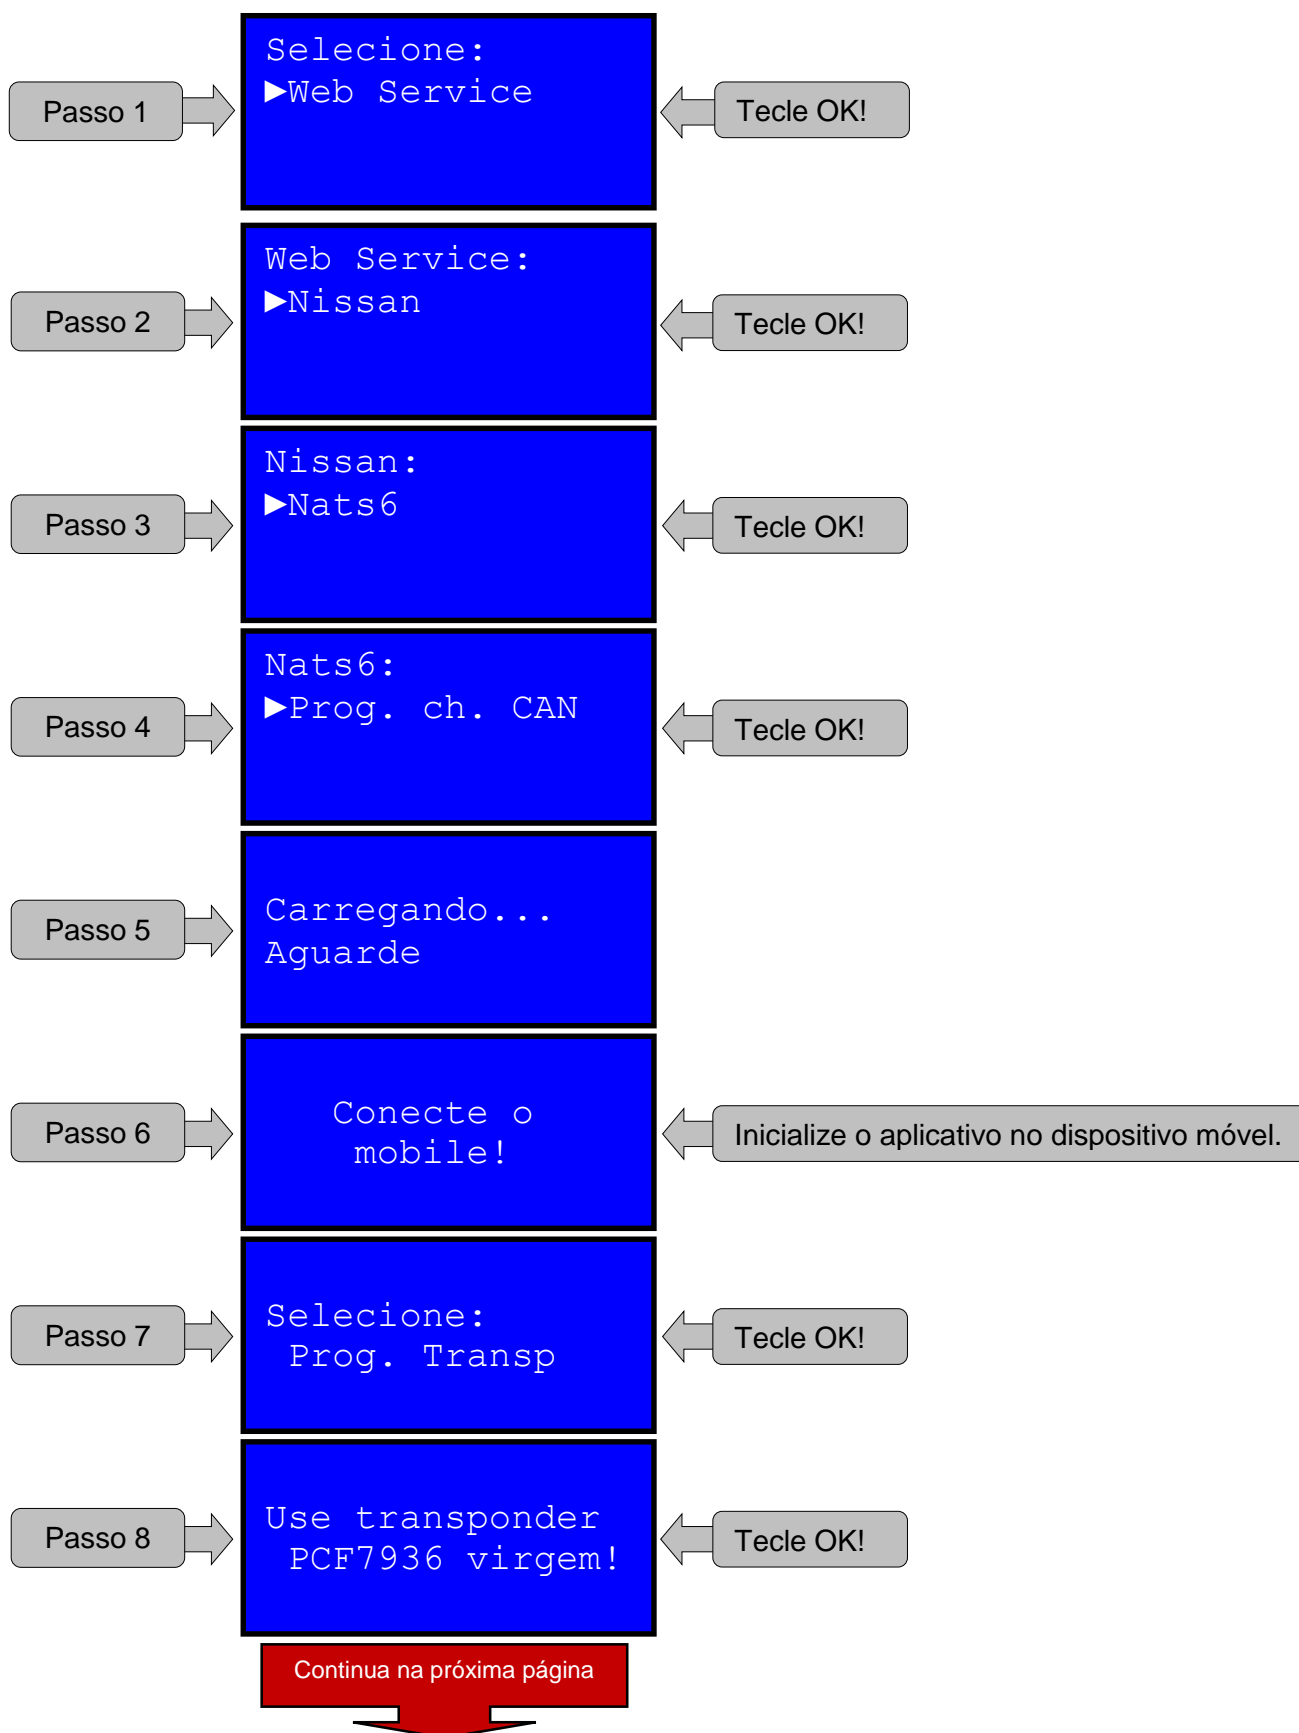 Selecione:
►Web Service
Passo 1
Tecle OK!
Web Service:
►Nissan
Passo 2
Tecle OK!
Nissan:
►Nats6
Passo 3
Tecle OK!
Nats6:
►Prog. ch. CAN
Passo 4
Tecle OK!
Carregando...
Aguarde
Passo 5
Conecte o
mobile!
Passo 6
Inicialize o aplicativo no dispositivo móvel.
Selecione:
Prog. Transp
Passo 7
Tecle OK!
Use transponder
PCF7936 virgem!
Passo 8
Tecle OK!
Continua na próxima página